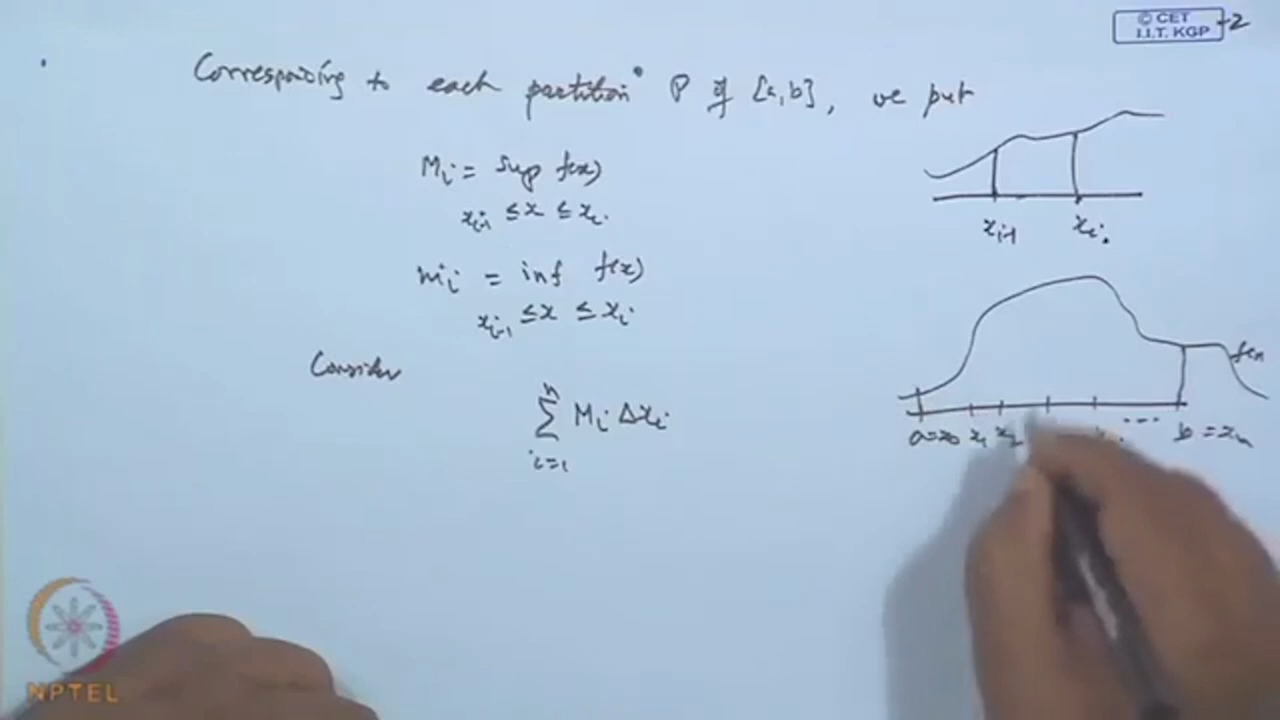 © CET
I.I.T. KGP -2
Corresponding to each partition P of [a,b], we put
Mi = sup f(x)
xi-1 ≤ x ≤ xi.
mi = inf f(x)
xi-1 ≤ x ≤ xi
Consider
n
Σ Mi Δxi
i=1
xi-1 xi.
f(x)
a=x0 x1 x2 .... b = xn
NPTEL